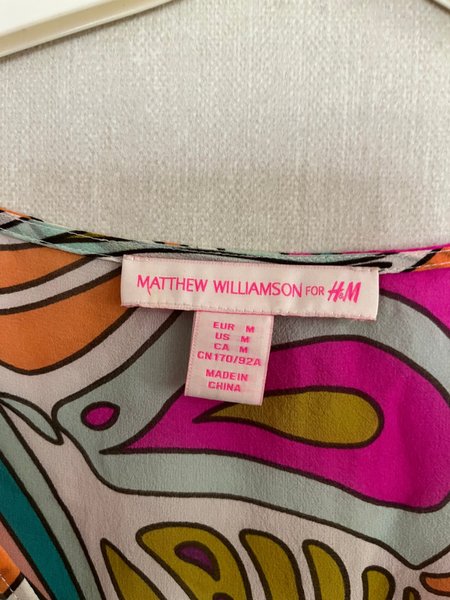 MATTHEW WILLIAMSON FOR H&M
EUR M
US M
CA M
CN170/92A
MADE IN
CHINA